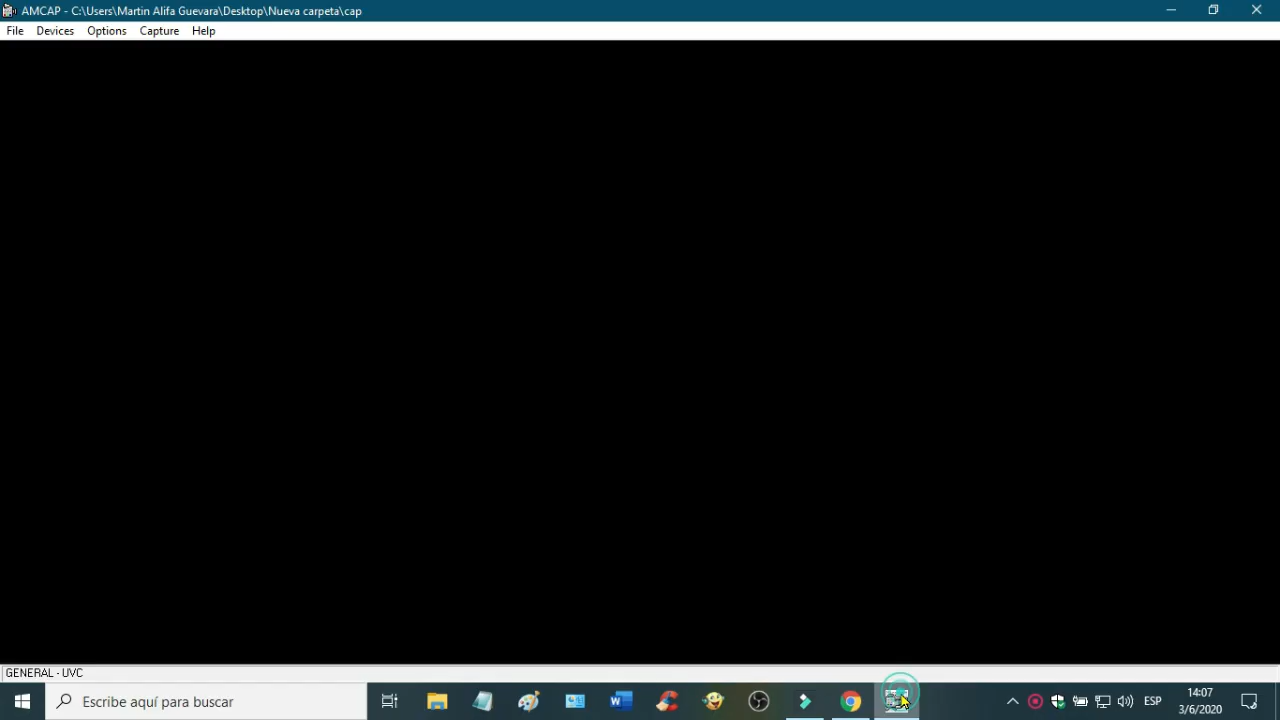 AMCAP - C:\Users\Martin Alifa Guevara\Desktop\Nueva carpeta\cap
File Devices Options Capture Help
GENERAL - UVC
Escribe aquí para buscar
ESP
14:07
3/6/2020